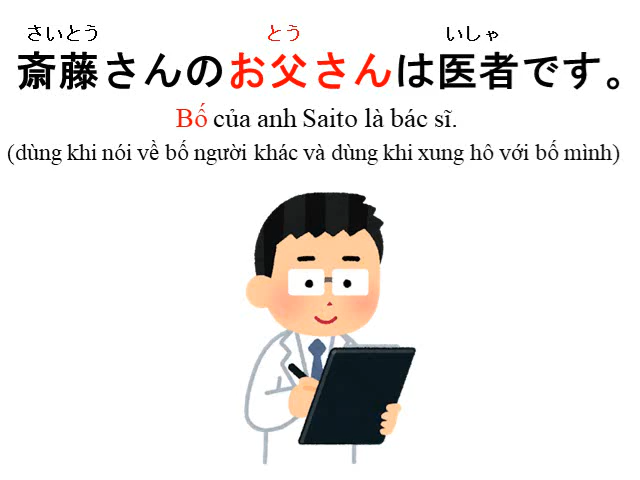 さいとう とう いしゃ
斎藤さんのお父さんは医者です。
Bố của anh Saito là bác sĩ.
(dùng khi nói về bố người khác và dùng khi xung hô với bố mình)